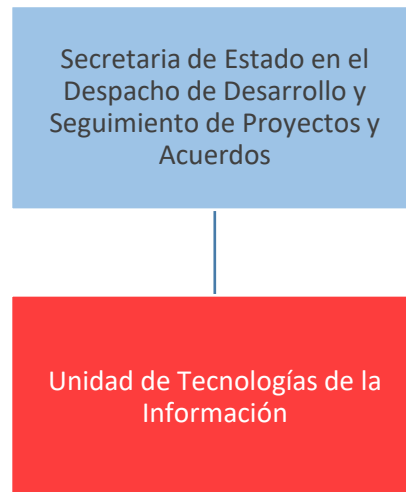 Secretaria de Estado en el
Despacho de Desarrollo y
Seguimiento de Proyectos y
Acuerdos
Unidad de Tecnologías de la
Información